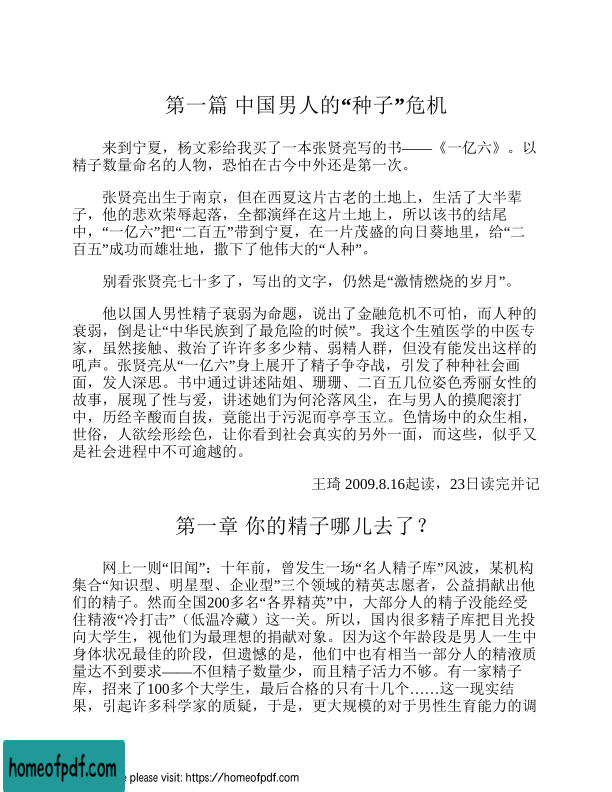 第一篇 中国男人的“种子”危机
来到宁夏，杨文彩给我买了一本张贤亮写的书——《一亿六》。以
精子数量命名的人物，恐怕在古今中外还是第一次。
张贤亮出生于南京，但在西夏这片古老的土地上，生活了大半辈
子，他的悲欢荣辱起落，全都演绎在这片土地上，所以该书的结尾
中，“一亿六”把“二百五”带到宁夏，在一片茂盛的向日葵地里，给“二
百五”成功而雄壮地，撒下了他伟大的“人种”。
别看张贤亮七十多了，写出的文字，仍然是“激情燃烧的岁月”。
他以国人男性精子衰弱为命题，说出了金融危机不可怕，而人种的
衰弱，倒是让“中华民族到了最危险的时候”。我这个生殖医学的中医专
家，虽然接触、救治了许许多多少精、弱精人群，但没有能发出这样的
吼声。张贤亮从“一亿六”身上展开了精子争夺战，引发了种种社会画
面，发人深思。书中通过讲述陆姐、珊珊、二百五几位姿色秀丽女性的
故事，展现了性与爱，讲述她们为何沦落风尘，在与男人的摸爬滚打
中，历经辛酸而自拔，竟能出于污泥而亭亭玉立。色情场中的众生相，
世俗，人欲绘形绘色，让你看到社会真实的另外一面，而这些，似乎又
是社会进程中不可逾越的。
王琦 2009.8.16起读，23日读完并记
第一章 你的精子哪儿去了？
网上一则“旧闻”：十年前，曾发生一场“名人精子库”风波，某机构
集合“知识型、明星型、企业型”三个领域的精英志愿者，公益捐献出他
们的精子。然而全国200多名“各界精英”中，大部分人的精子没能经受
住精液“冷打击”（低温冷藏）这一关。所以，国内很多精子库把目光投
向大学生，视他们为最理想的捐献对象。因为这个年龄段是男人一生中
身体状况最佳的阶段，但遗憾的是，他们中也有相当一部分人的精液质
量达不到要求——不但精子数量少，而且精子活力不够。有一家精子
库，招来了100多个大学生，最后合格的只有十几个……这一现实结
果，引起许多科学家的质疑，于是，更大规模的对于男性生育能力的调
homeofpdf.com
e please visit: https://homeofpdf.com